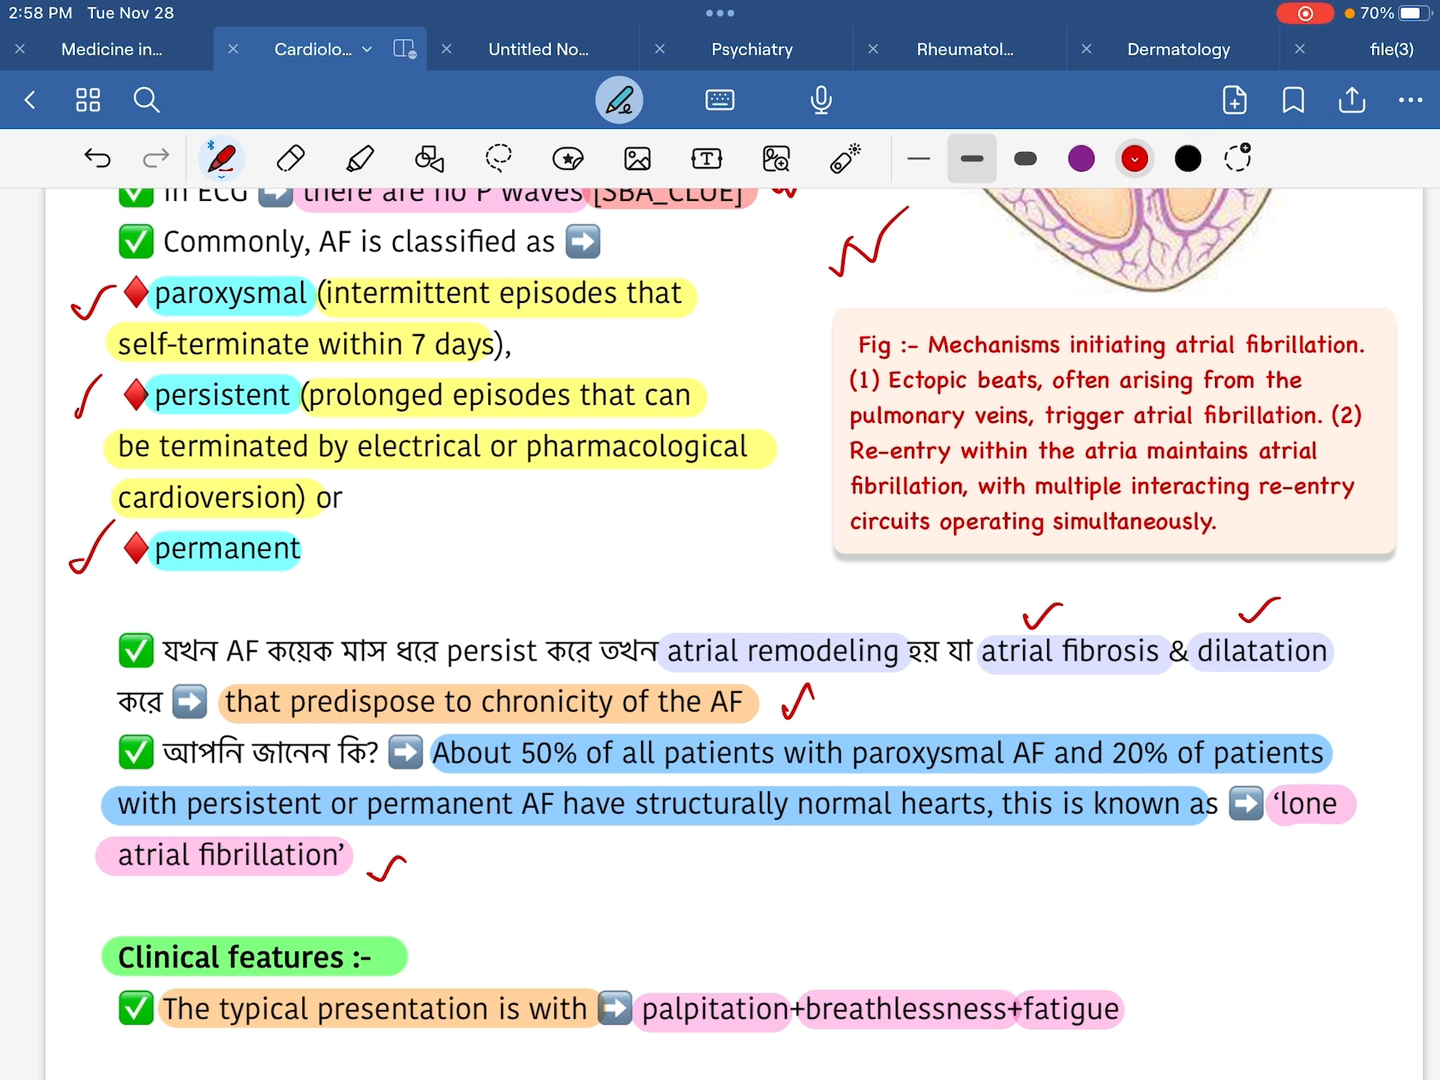 2:58 PM Tue Nov 28
70%
Medicine in...
Cardiolo...
Untitled No...
Psychiatry
Rheumatol...
Dermatology
file(3)
✅ In ECG ➡️ there are no P waves [SBA_CLUE]
✅ Commonly, AF is classified as ➡️
♦️paroxysmal (intermittent episodes that
self-terminate within 7 days),
♦️persistent (prolonged episodes that can
be terminated by electrical or pharmacological
cardioversion) or
♦️permanent
Fig :- Mechanisms initiating atrial fibrillation.
(1) Ectopic beats, often arising from the
pulmonary veins, trigger atrial fibrillation. (2)
Re-entry within the atria maintains atrial
fibrillation, with multiple interacting re-entry
circuits operating simultaneously.
✅ যখন AF কয়েক মাস ধরে persist করে তখন atrial remodeling হয় যা atrial fibrosis & dilatation
করে ➡️ that predispose to chronicity of the AF
✅ আপনি জানেন কি? ➡️ About 50% of all patients with paroxysmal AF and 20% of patients
with persistent or permanent AF have structurally normal hearts, this is known as ➡️ ‘lone
atrial fibrillation’
Clinical features :-
✅ The typical presentation is with ➡️ palpitation+breathlessness+fatigue